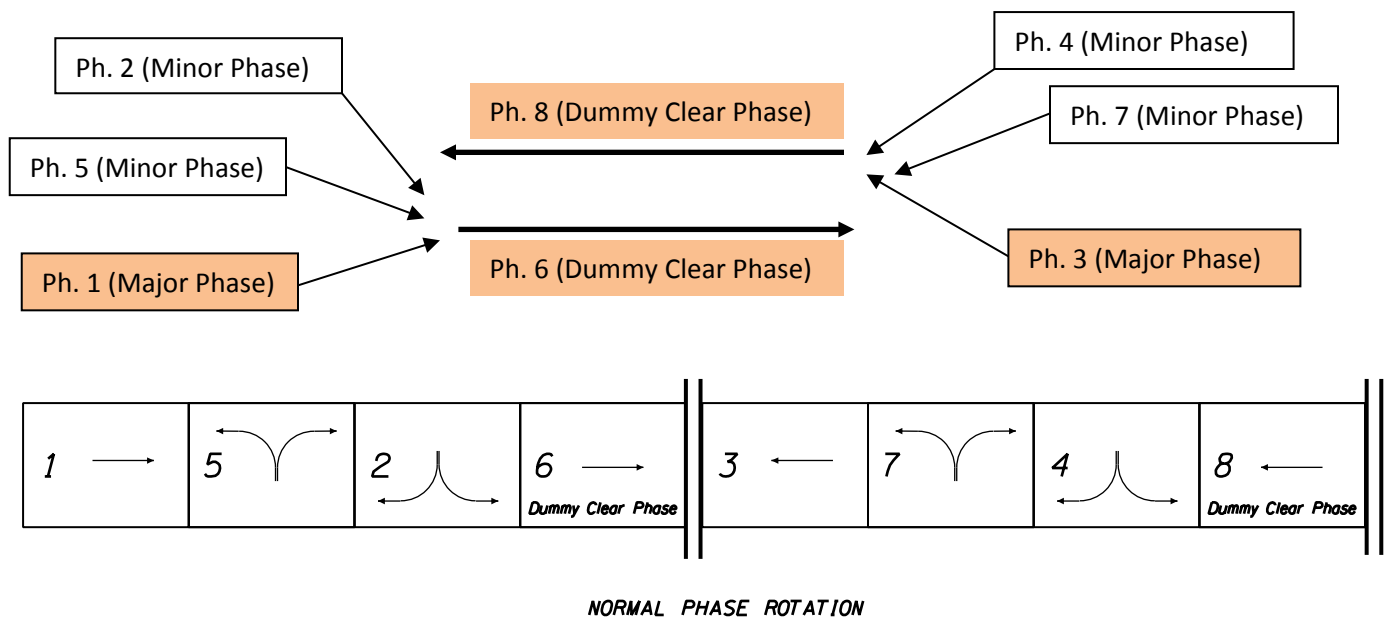 Ph. 4 (Minor Phase)
Ph. 2 (Minor Phase)
Ph. 8 (Dummy Clear Phase)
Ph. 7 (Minor Phase)
Ph. 5 (Minor Phase)
Ph. 3 (Major Phase)
Ph. 6 (Dummy Clear Phase)
Ph. 1 (Major Phase)
1
5
2
6
Dummy Clear Phase
3
7
4
8
Dummy Clear Phase
NORMAL PHASE ROTATION